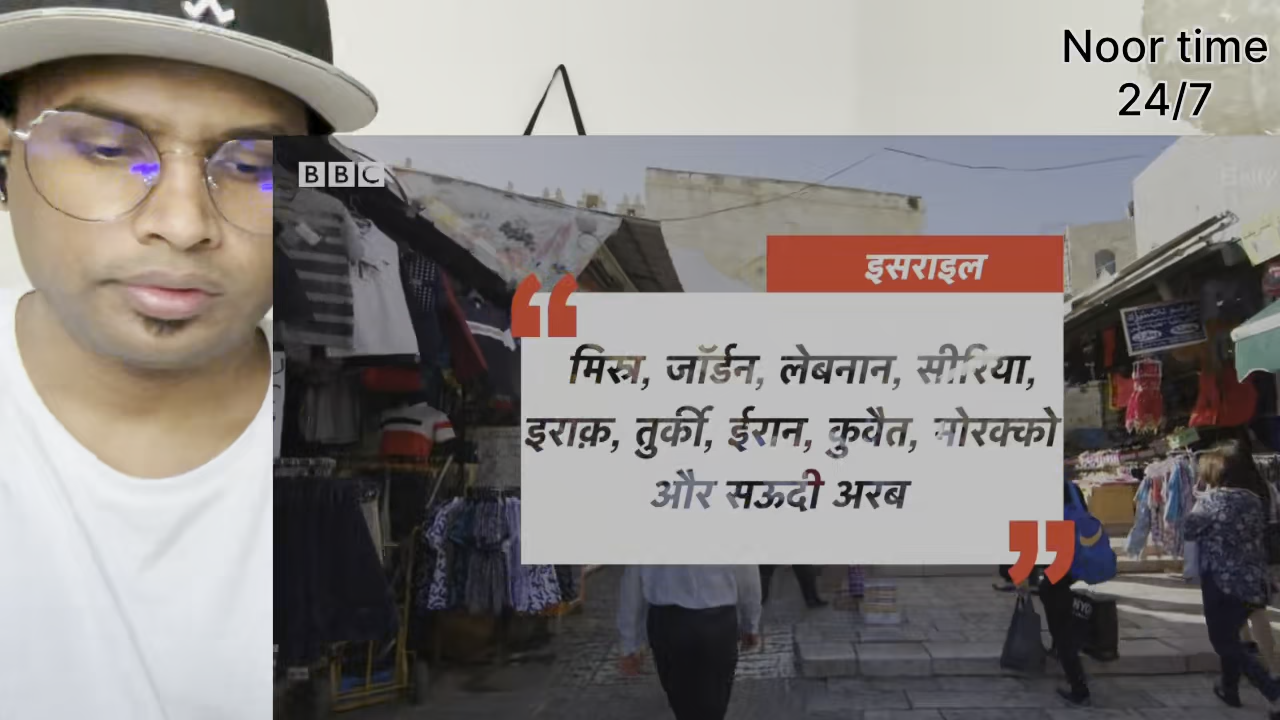 Noor time
24/7
BBC
इसराइल
“
मिस्र, जॉर्डन, लेबनान, सीरिया,
इराक़, तुर्की, ईरान, कुवैत, मोरक्को
और सऊदी अरब
”